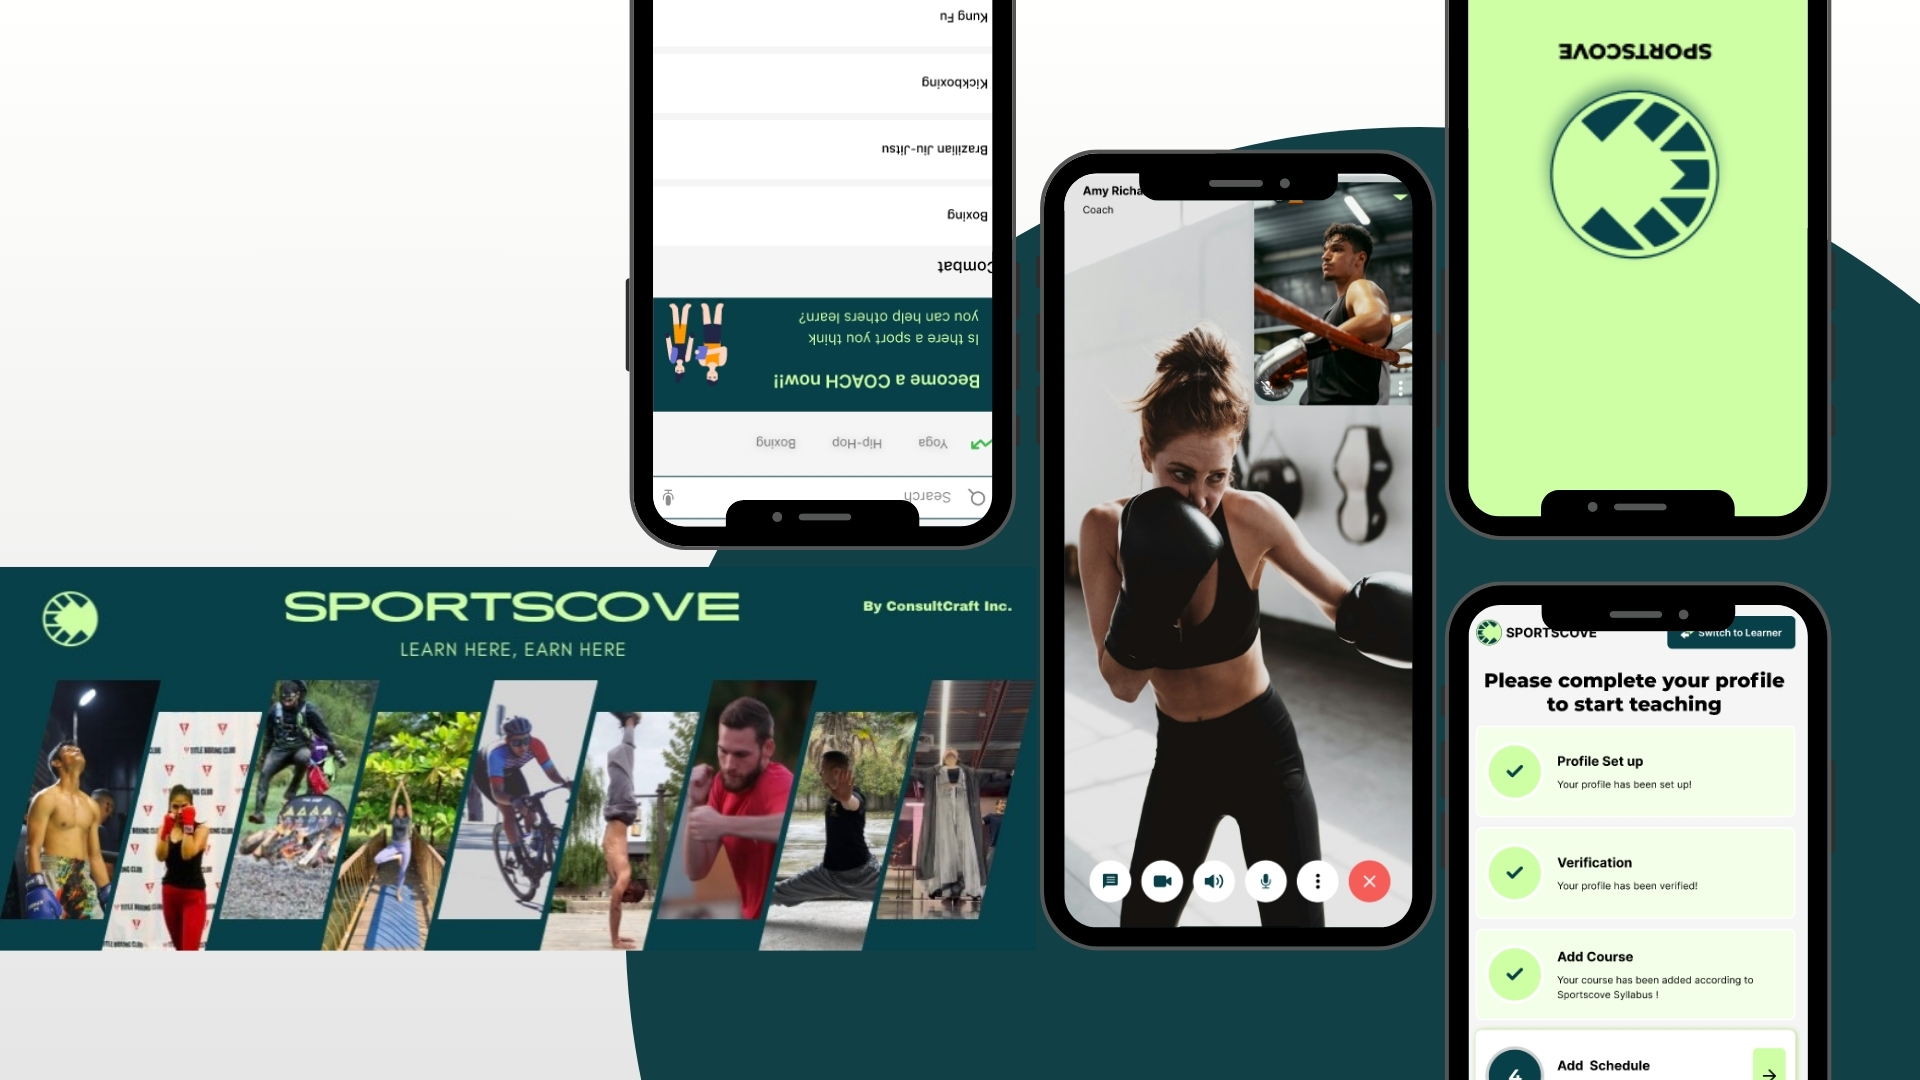 Kung Fu
Kickboxing
Brazilian Jiu-Jitsu
Boxing
Combat
you can help others learn?
Is there a sport you think
Become a COACH now!!
Yoga Hip-Hop Boxing
Search
SPORTSCOVE
Coach
Amy
SPORTSCOVE
LEARN HERE, EARN HERE
By ConsultCraft Inc.
TITLE BOXING CLUB
SPORTSCOVE
Switch to Learner
Please complete your profile
to start teaching
Profile Set up
Your profile has been set up!
Verification
Your profile has been verified!
Add Course
Your course has been added according to
Sportscove Syllabus !
4
Add Schedule